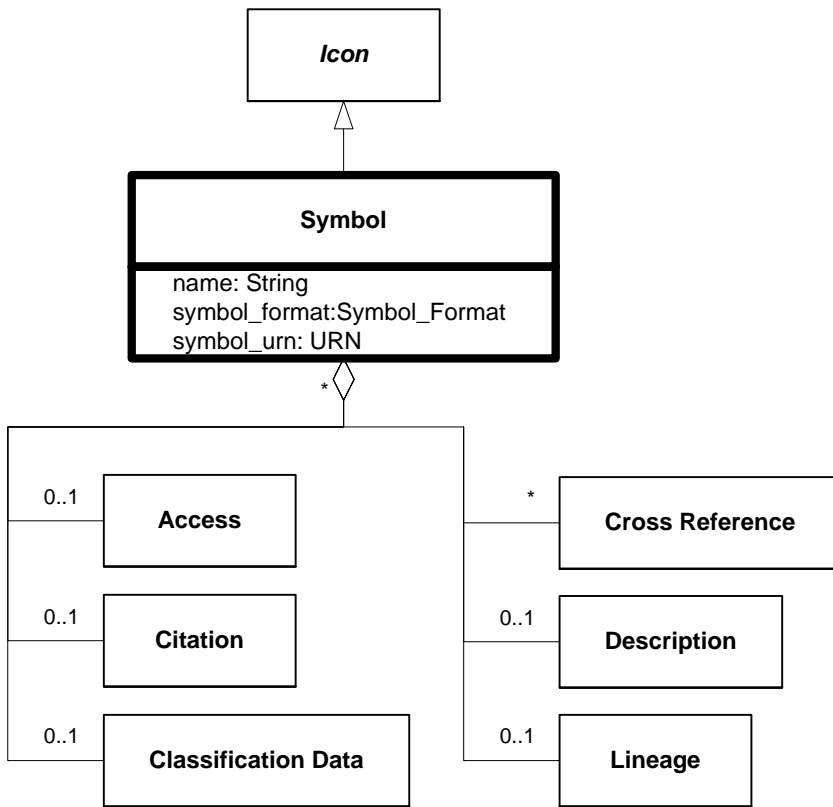 Icon
Symbol
name: String
symbol_format:Symbol_Format
symbol_urn: URN
*
0..1
Access
*
Cross Reference
0..1
Citation
0..1
Description
0..1
Classification Data
0..1
Lineage